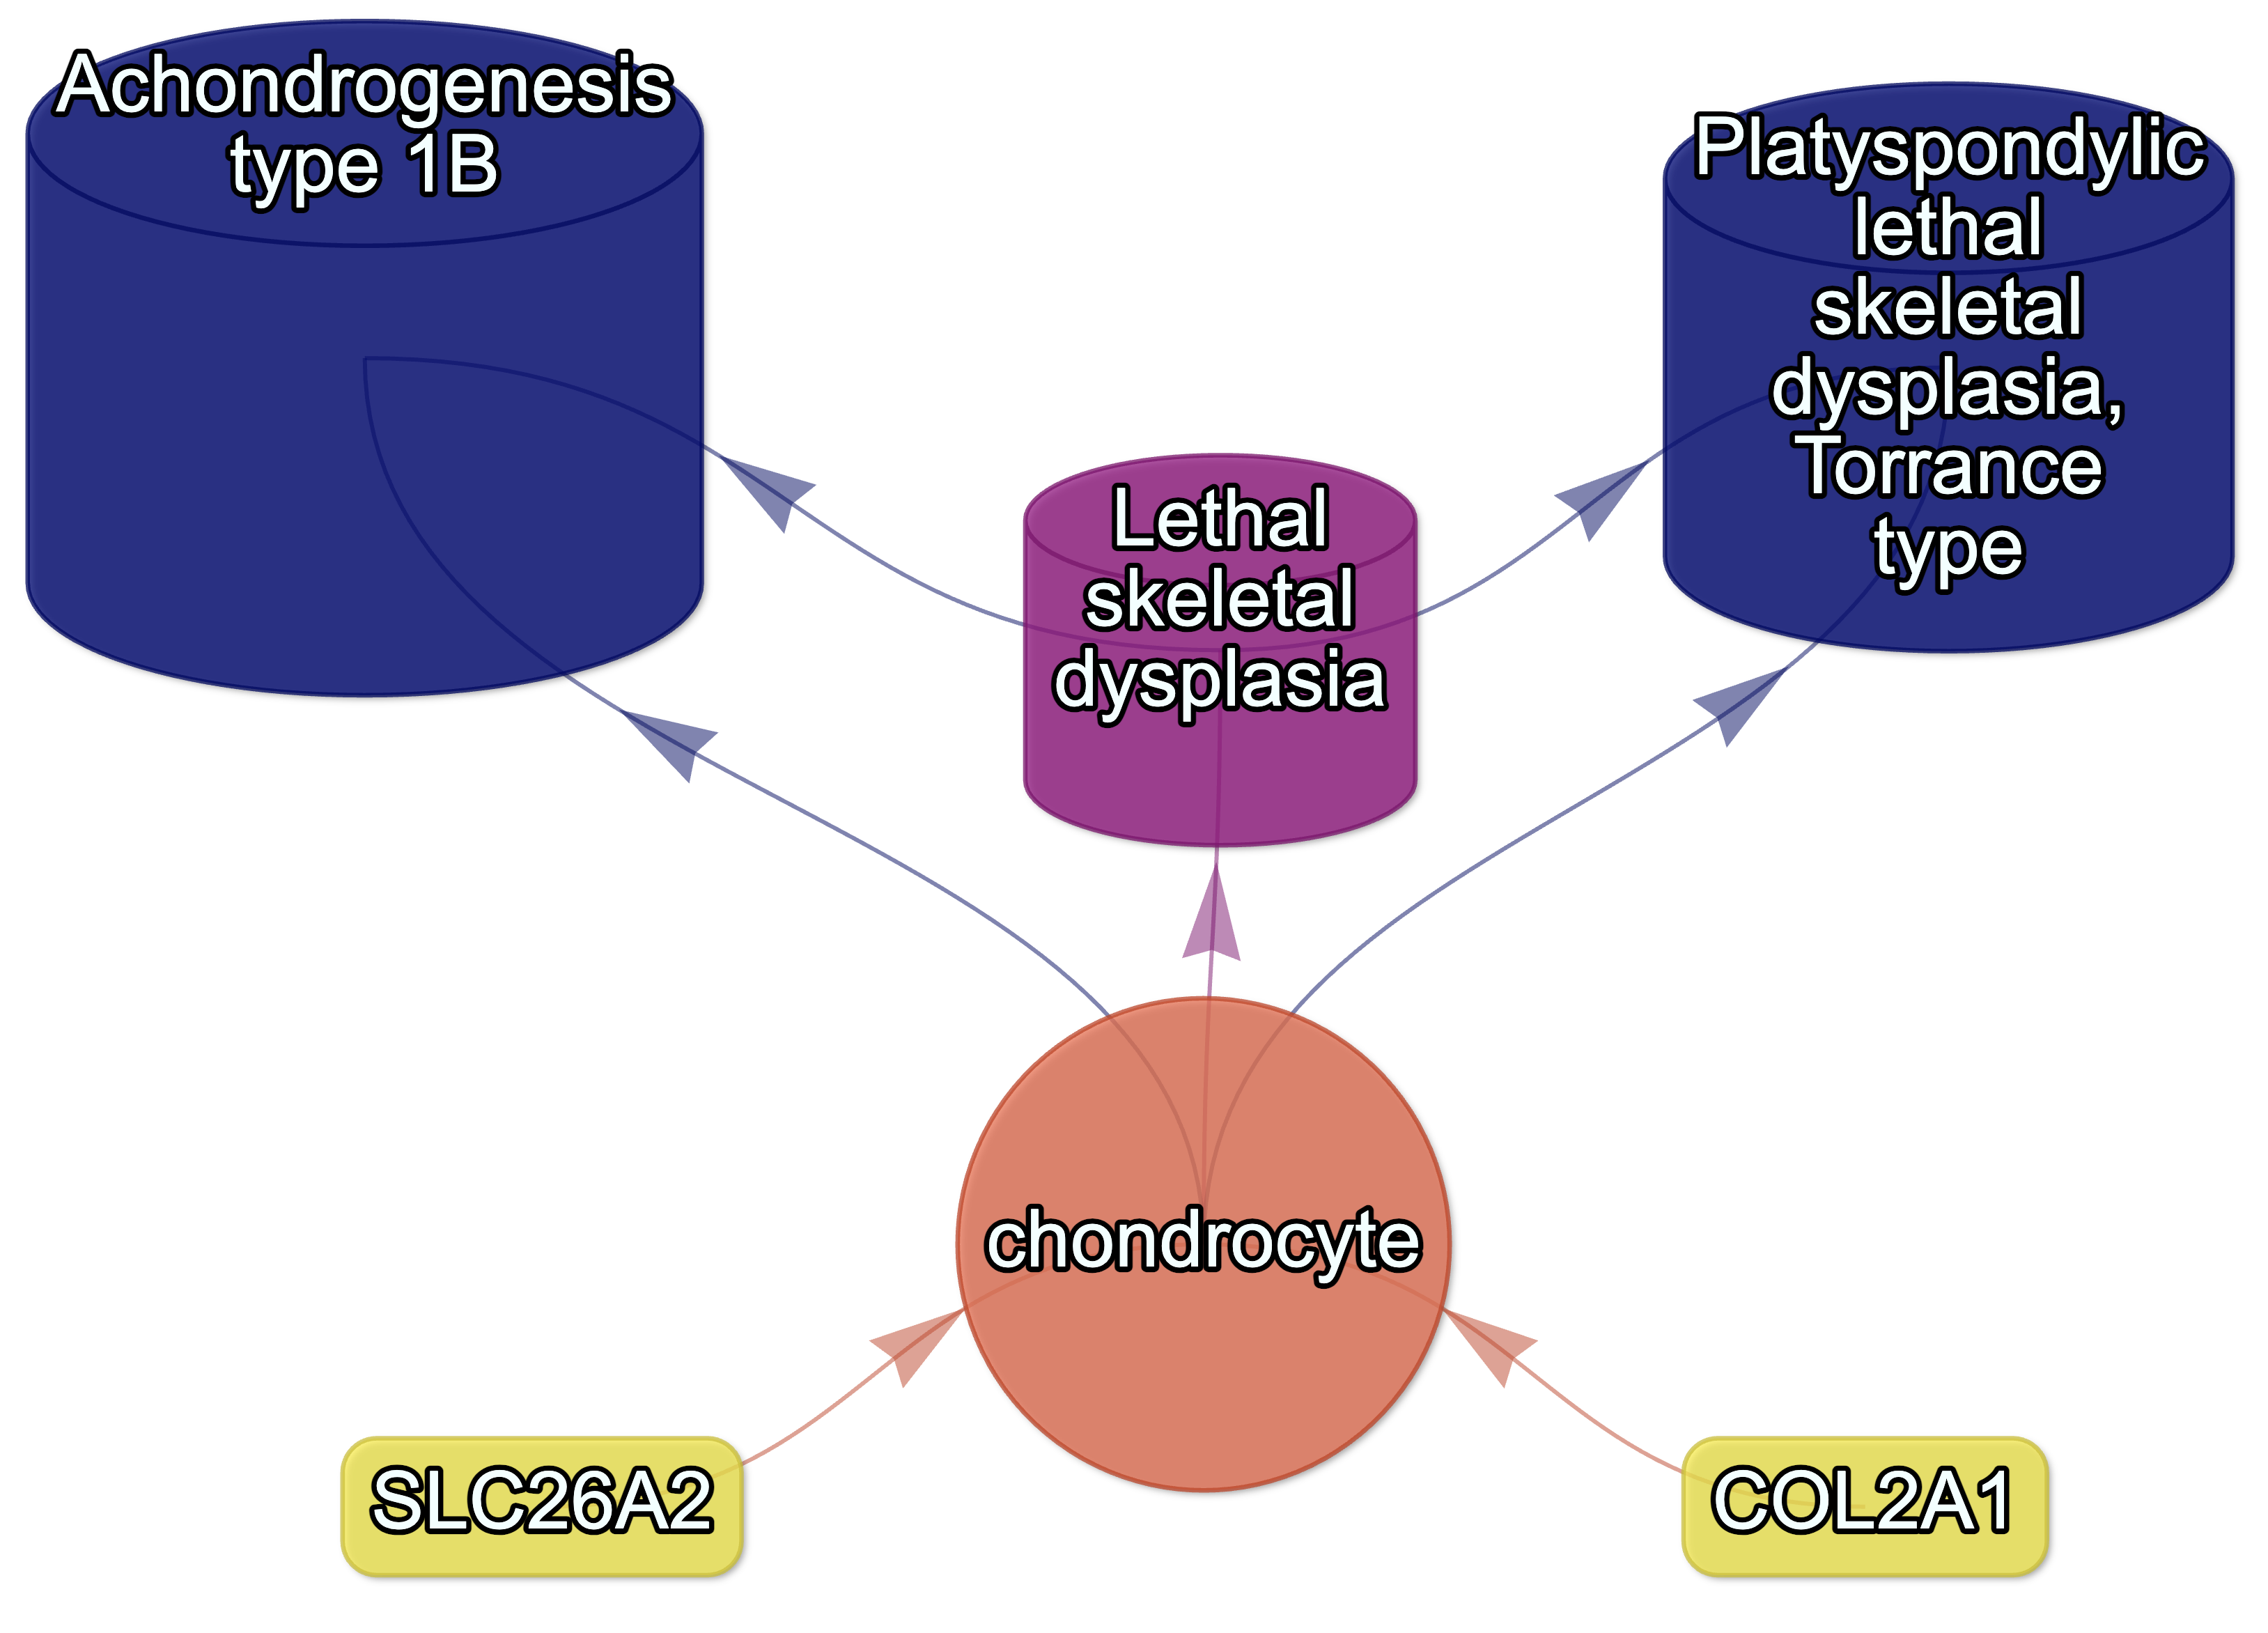 Achondrogenesis
type 1B
Platyspondylic
lethal
skeletal
dysplasia,
Torrance
type
Lethal
skeletal
dysplasia
chondrocyte
SLC26A2
COL2A1